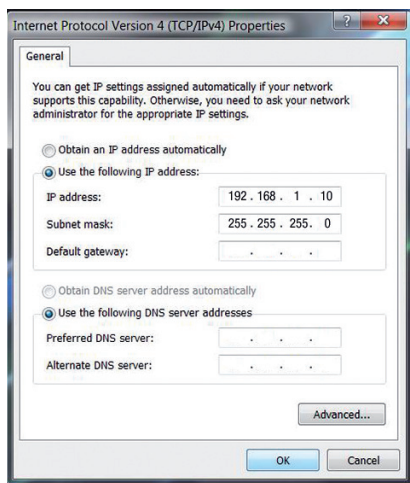 Internet Protocol Version 4 (TCP/IPv4) Properties
General
You can get IP settings assigned automatically if your network
supports this capability. Otherwise, you need to ask your network
administrator for the appropriate IP settings.
Obtain an IP address automatically
Use the following IP address:
IP address: 192 . 168 . 1 . 10
Subnet mask: 255 . 255 . 255 . 0
Default gateway: . . .
Obtain DNS server address automatically
Use the following DNS server addresses
Preferred DNS server: . . .
Alternate DNS server: . . .
Advanced...
OK Cancel